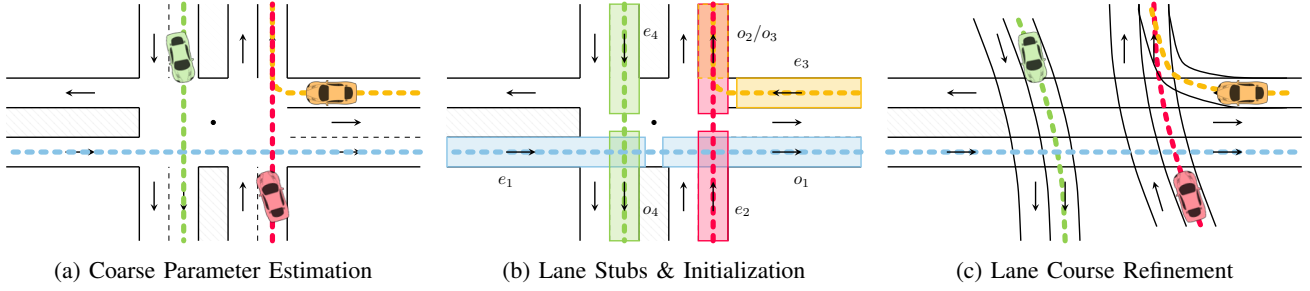 e4
o2/o3
e3
e1
o4
e2
o1
(a) Coarse Parameter Estimation
(b) Lane Stubs & Initialization
(c) Lane Course Refinement